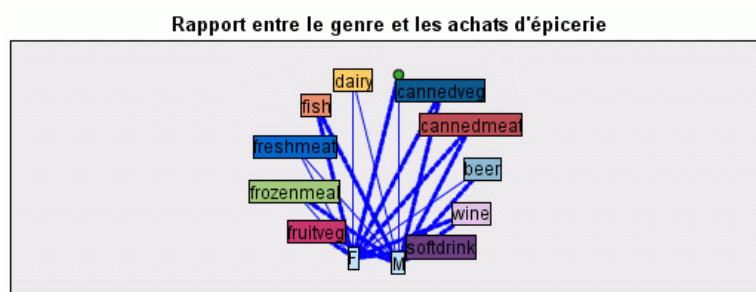 Rapport entre le genre et les achats d'épicerie
dairy
cannedveg
fish
cannedmeat
freshmeat
beer
frozenmeal
wine
fruitveg
softdrink
F
M